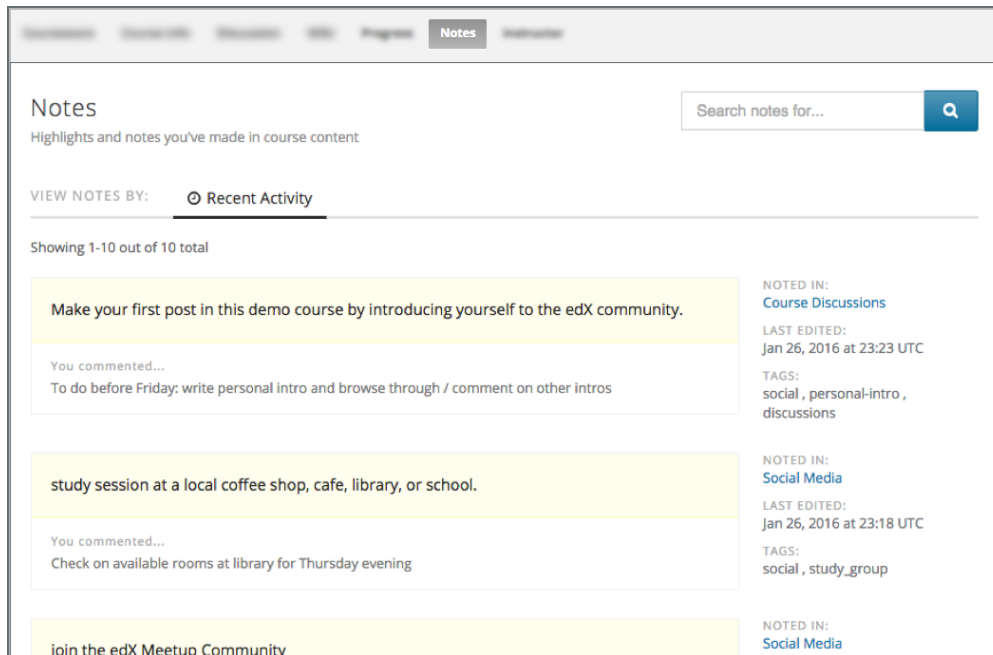 Notes
Notes
Highlights and notes you've made in course content
Search notes for...
VIEW NOTES BY:
Recent Activity
Showing 1-10 out of 10 total
Make your first post in this demo course by introducing yourself to the edX community.
You commented...
To do before Friday: write personal intro and browse through / comment on other intros
NOTED IN:
Course Discussions
LAST EDITED:
Jan 26, 2016 at 23:23 UTC
TAGS:
social , personal-intro ,
discussions
study session at a local coffee shop, cafe, library, or school.
You commented...
Check on available rooms at library for Thursday evening
NOTED IN:
Social Media
LAST EDITED:
Jan 26, 2016 at 23:18 UTC
TAGS:
social , study_group
join the edX Meetup Community
NOTED IN:
Social Media